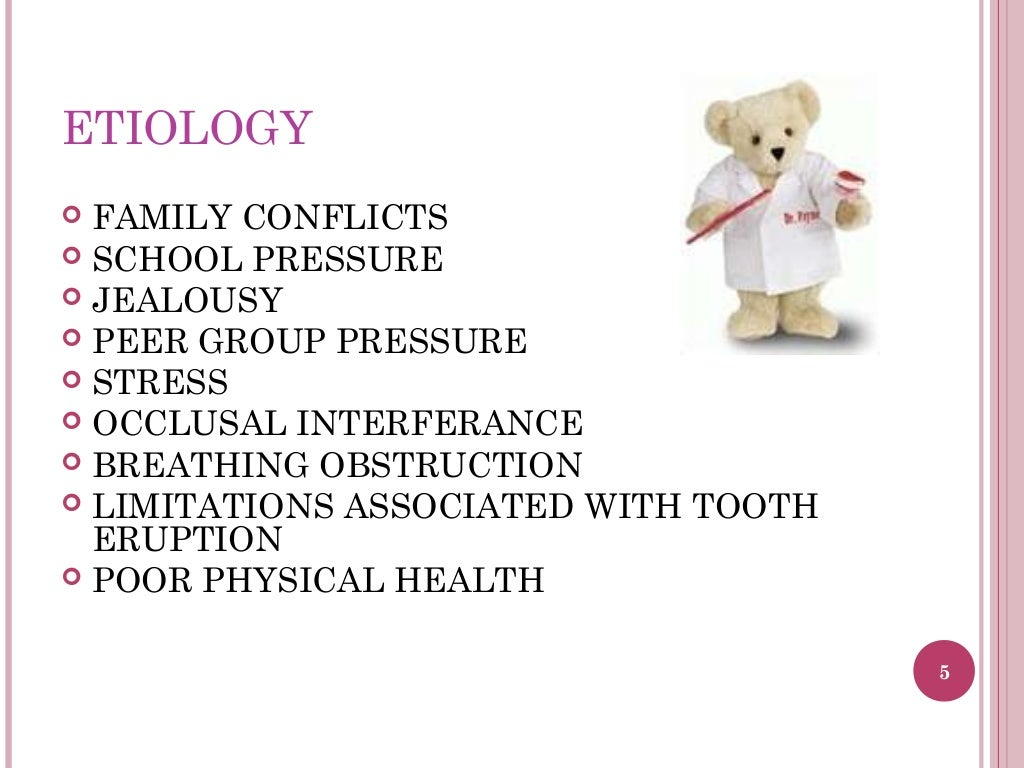 ETIOLOGY
FAMILY CONFLICTS
SCHOOL PRESSURE
JEALOUSY
PEER GROUP PRESSURE
STRESS
OCCLUSAL INTERFERANCE
BREATHING OBSTRUCTION
LIMITATIONS ASSOCIATED WITH TOOTH
ERUPTION
POOR PHYSICAL HEALTH
Dr.
5